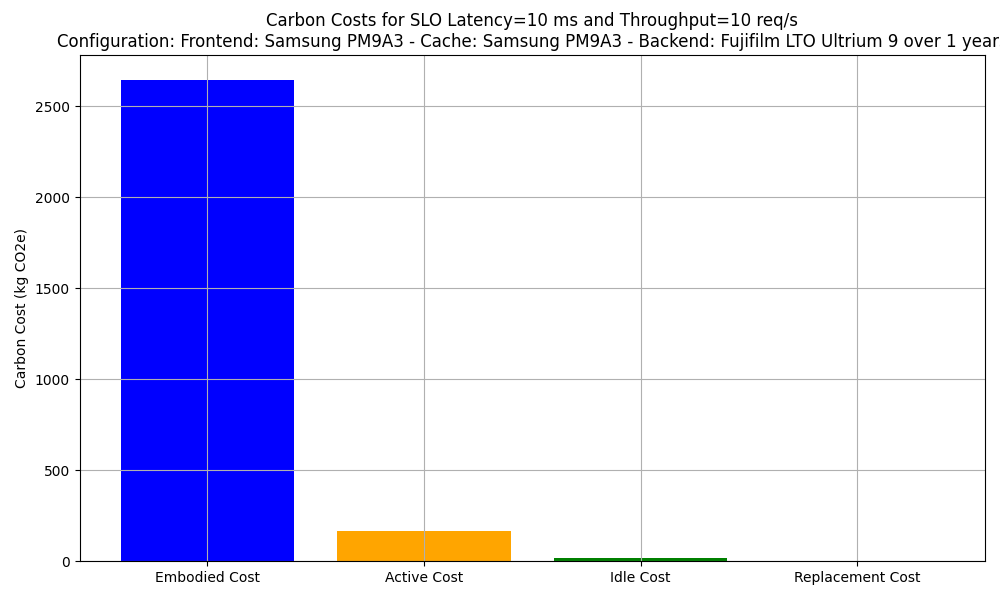 Carbon Costs for SLO Latency=10 ms and Throughput=10 req/s
Configuration: Frontend: Samsung PM9A3 - Cache: Samsung PM9A3 - Backend: Fujifilm LTO Ultrium 9 over 1 year
Carbon Cost (kg CO2e)
2500
2000
1500
1000
500
0
Embodied Cost
Active Cost
Idle Cost
Replacement Cost